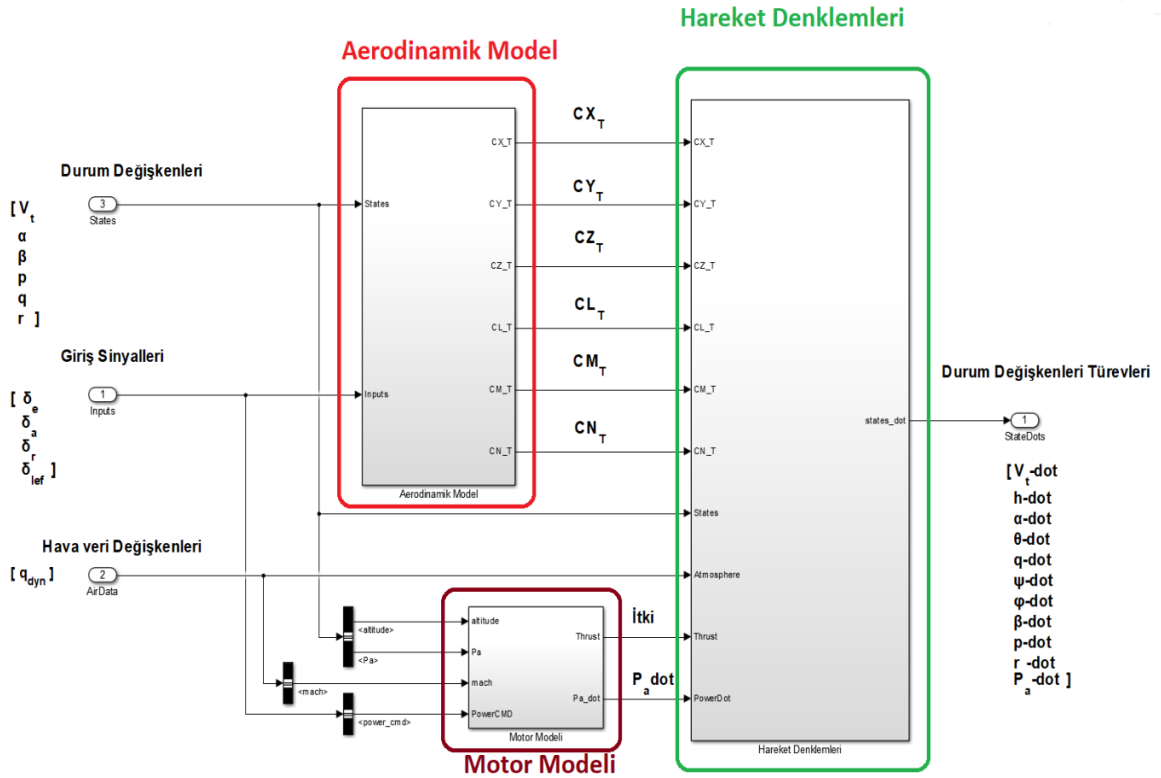 Hareket Denklemleri
Aerodinamik Model
CX_T
CX_T
CX_T
Durum Değişkenleri
3
States
[ V_t
α
β
p
q
r ]
States
CY_T
CY_T
CY_T
CZ_T
CZ_T
CZ_T
CL_T
CL_T
CL_T
Giriş Sinyalleri
1
Inputs
[ δ_e
δ_a
δ_r
δ_lef ]
Inputs
CM_T
CM_T
CM_T
CN_T
CN_T
CN_T
Aerodinamik Model
Durum Değişkenleri Türevleri
states_dot
1
StateDots
[ V_t-dot
h-dot
α-dot
θ-dot
q-dot
ψ-dot
φ-dot
β-dot
p-dot
r -dot
P_a-dot ]
States
Hava veri Değişkenleri
[ q_dyn ]
2
AirData
Atmosphere
<altitude>
<Pa>
<mach>
<power_cmd>
altitude
Pa
mach
PowerCMD
Thrust
Pa_dot
Motor Modeli
İtki
Thrust
P_a dot
PowerDot
Hareket Denklemleri
Motor Modeli